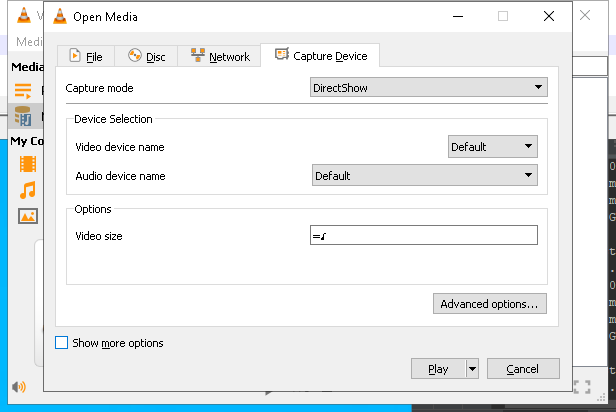 Open Media
Medi
Media
My Co
File
Disc
Network
Capture Device
Capture mode
DirectShow
Device Selection
Video device name
Default
Audio device name
Default
Options
Video size
Advanced options...
Show more options
Play
Cancel